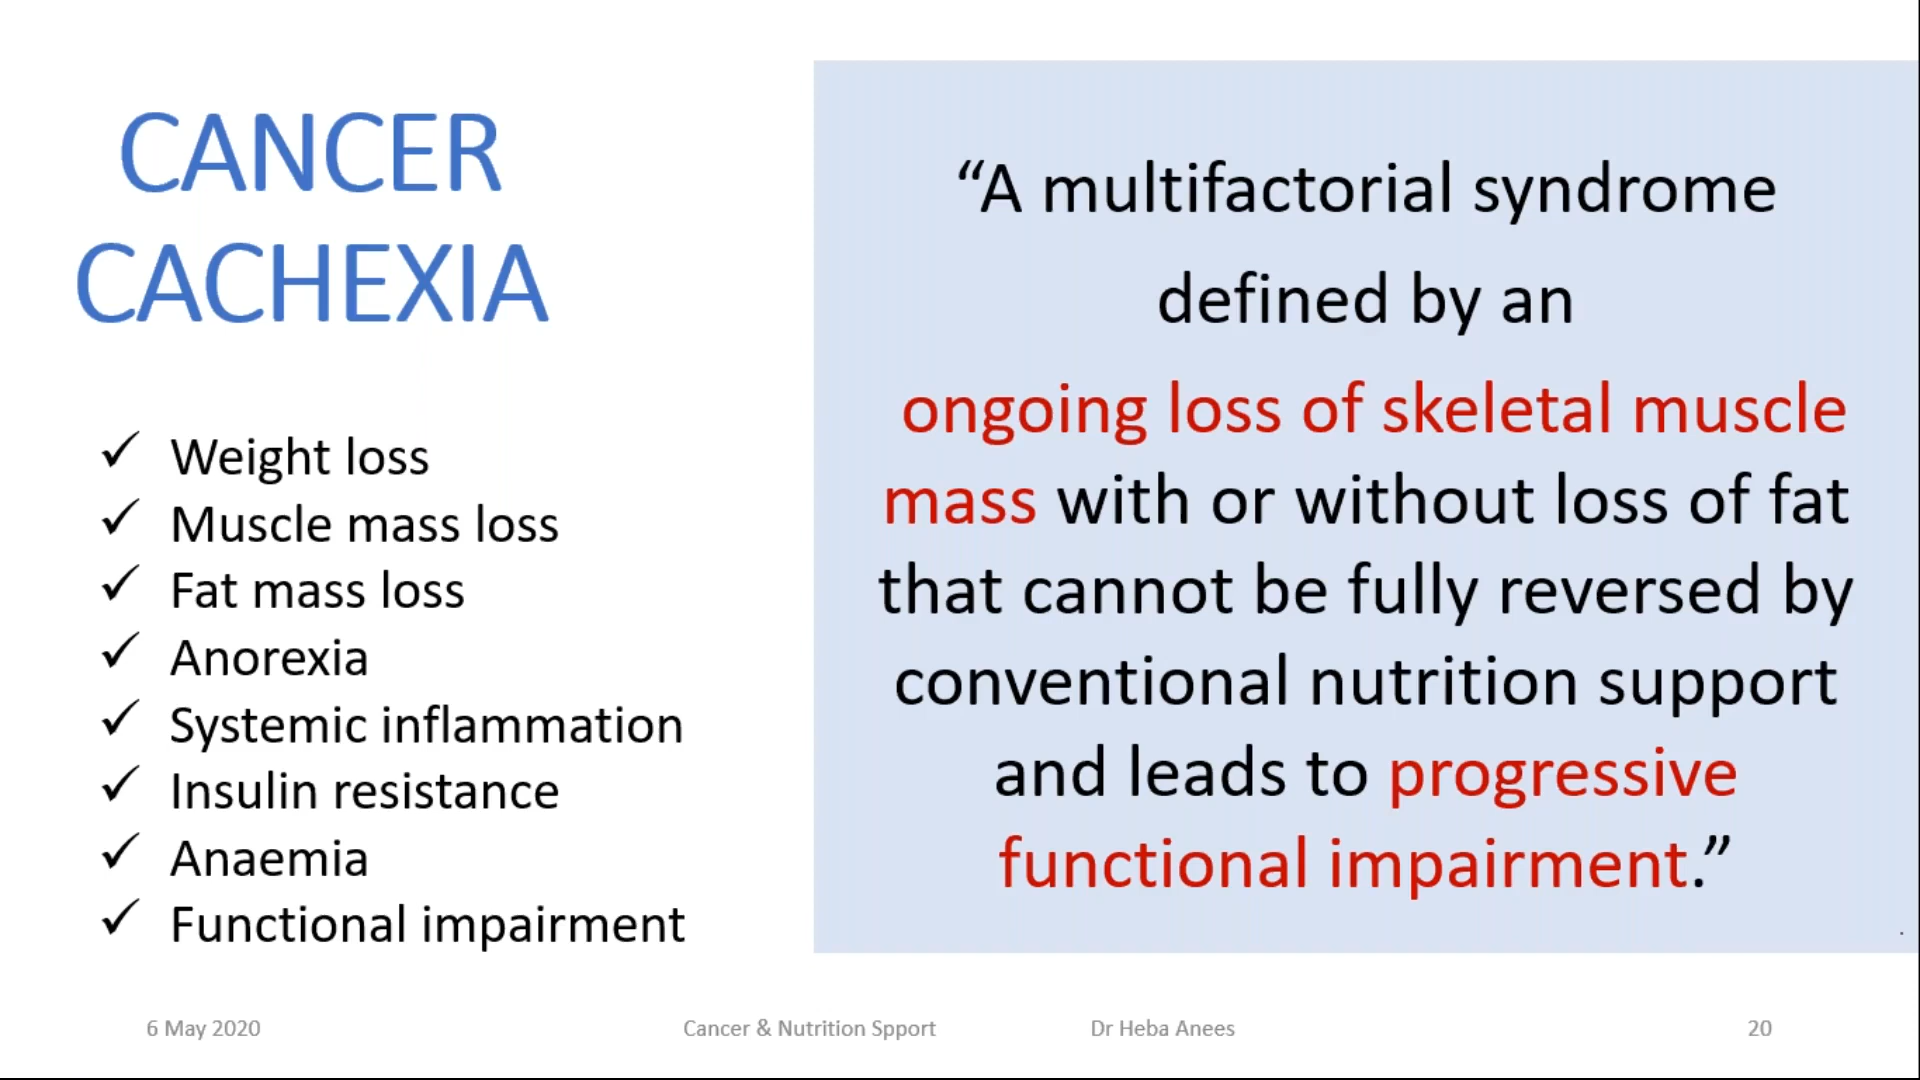 CANCER
CACHEXIA
✓ Weight loss
✓ Muscle mass loss
✓ Fat mass loss
✓ Anorexia
✓ Systemic inflammation
✓ Insulin resistance
✓ Anaemia
✓ Functional impairment
“A multifactorial syndrome
defined by an
ongoing loss of skeletal muscle
mass with or without loss of fat
that cannot be fully reversed by
conventional nutrition support
and leads to progressive
functional impairment.”
.
6 May 2020 Cancer & Nutrition Spport Dr Heba Anees 20